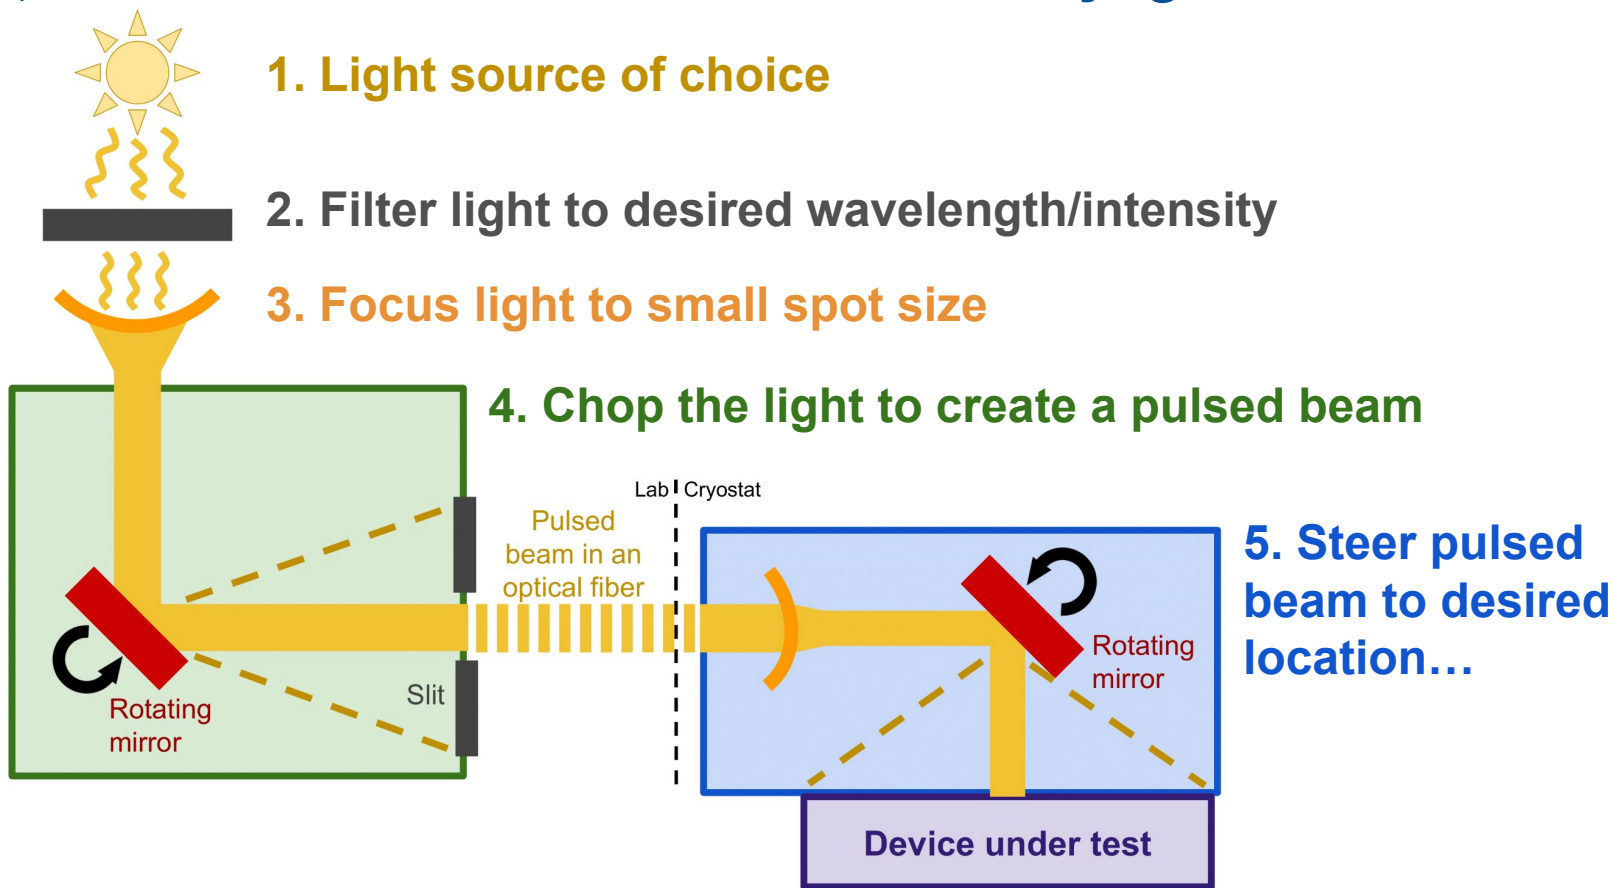 1. Light source of choice
2. Filter light to desired wavelength/intensity
3. Focus light to small spot size
4. Chop the light to create a pulsed beam
Lab
Cryostat
Pulsed
beam in an
optical fiber
5. Steer pulsed
beam to desired
location…
Rotating
mirror
Slit
Rotating
mirror
Device under test